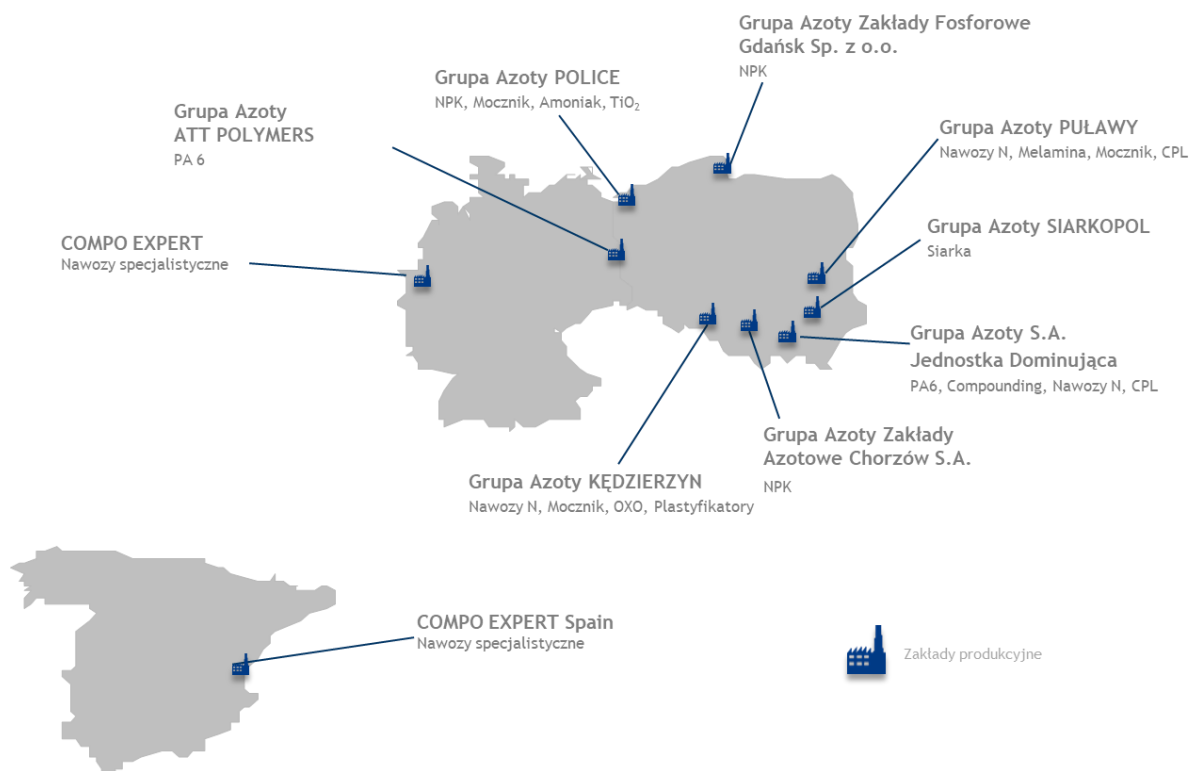 Grupa Azoty Zakłady Fosforowe
Gdańsk Sp. z o.o.
NPK
Grupa Azoty POLICE
NPK, Mocznik, Amoniak, TiO₂
Grupa Azoty
ATT POLYMERS
PA 6
Grupa Azoty PUŁAWY
Nawozy N, Melamina, Mocznik, CPL
COMPO EXPERT
Nawozy specjalistyczne
Grupa Azoty SIARKOPOL
Siarka
Grupa Azoty S.A.
Jednostka Dominująca
PA6, Compounding, Nawozy N, CPL
Grupa Azoty Zakłady
Azotowe Chorzów S.A.
NPK
Grupa Azoty KĘDZIERZYN
Nawozy N, Mocznik, OXO, Plastyfikatory
COMPO EXPERT Spain
Nawozy specjalistyczne
Zakłady produkcyjne